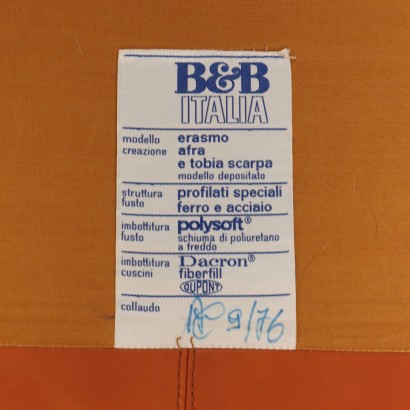 B&B
ITALIA
modello erasmo
creazione afra
e tobia scarpa
modello depositato
struttura profilati speciali
fusto ferro e acciaio
imbottitura polysoft®
fusto schiuma di poliuretano
a freddo
imbottitura Dacron®
cuscini fiberfill
DUPONT
collaudo 9/76